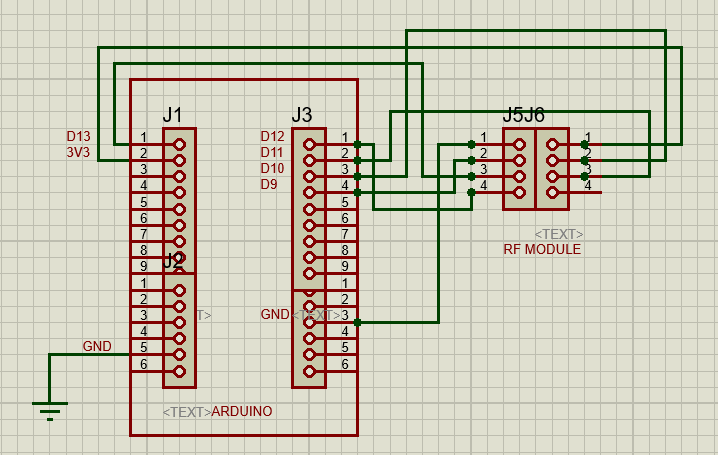 J1
J3
J5J6
D13
3V3
1
2
3
4
5
6
7
8
9
D12
D11
D10
D9
1
2
3
4
5
6
7
8
9
1
2
3
4
1
2
3
4
<TEXT>
RF MODULE
J2
1
2
3
4
5
6
T>
GND
GND<TEXT>
1
2
3
4
5
6
<TEXT>ARDUINO